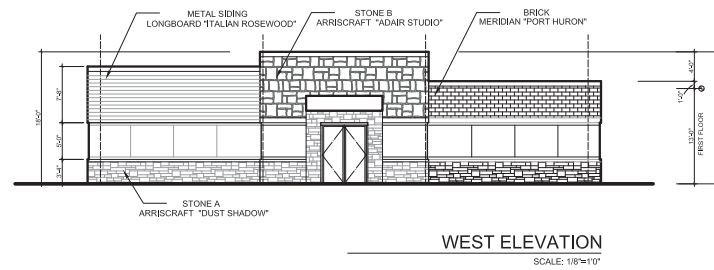 METAL SIDING
LONGBOARD "ITALIAN ROSEWOOD"
STONE B
ARRISCRAFT "ADAIR STUDIO"
BRICK
MERIDIAN "PORT HURON"
18'-0"
7'-8"
5'-0"
3'-4"
4'-0"
1'-0"
13'-0"
FIRST FLOOR
STONE A
ARRISCRAFT "DUST SHADOW"
WEST ELEVATION
SCALE: 1/8"=1'0"